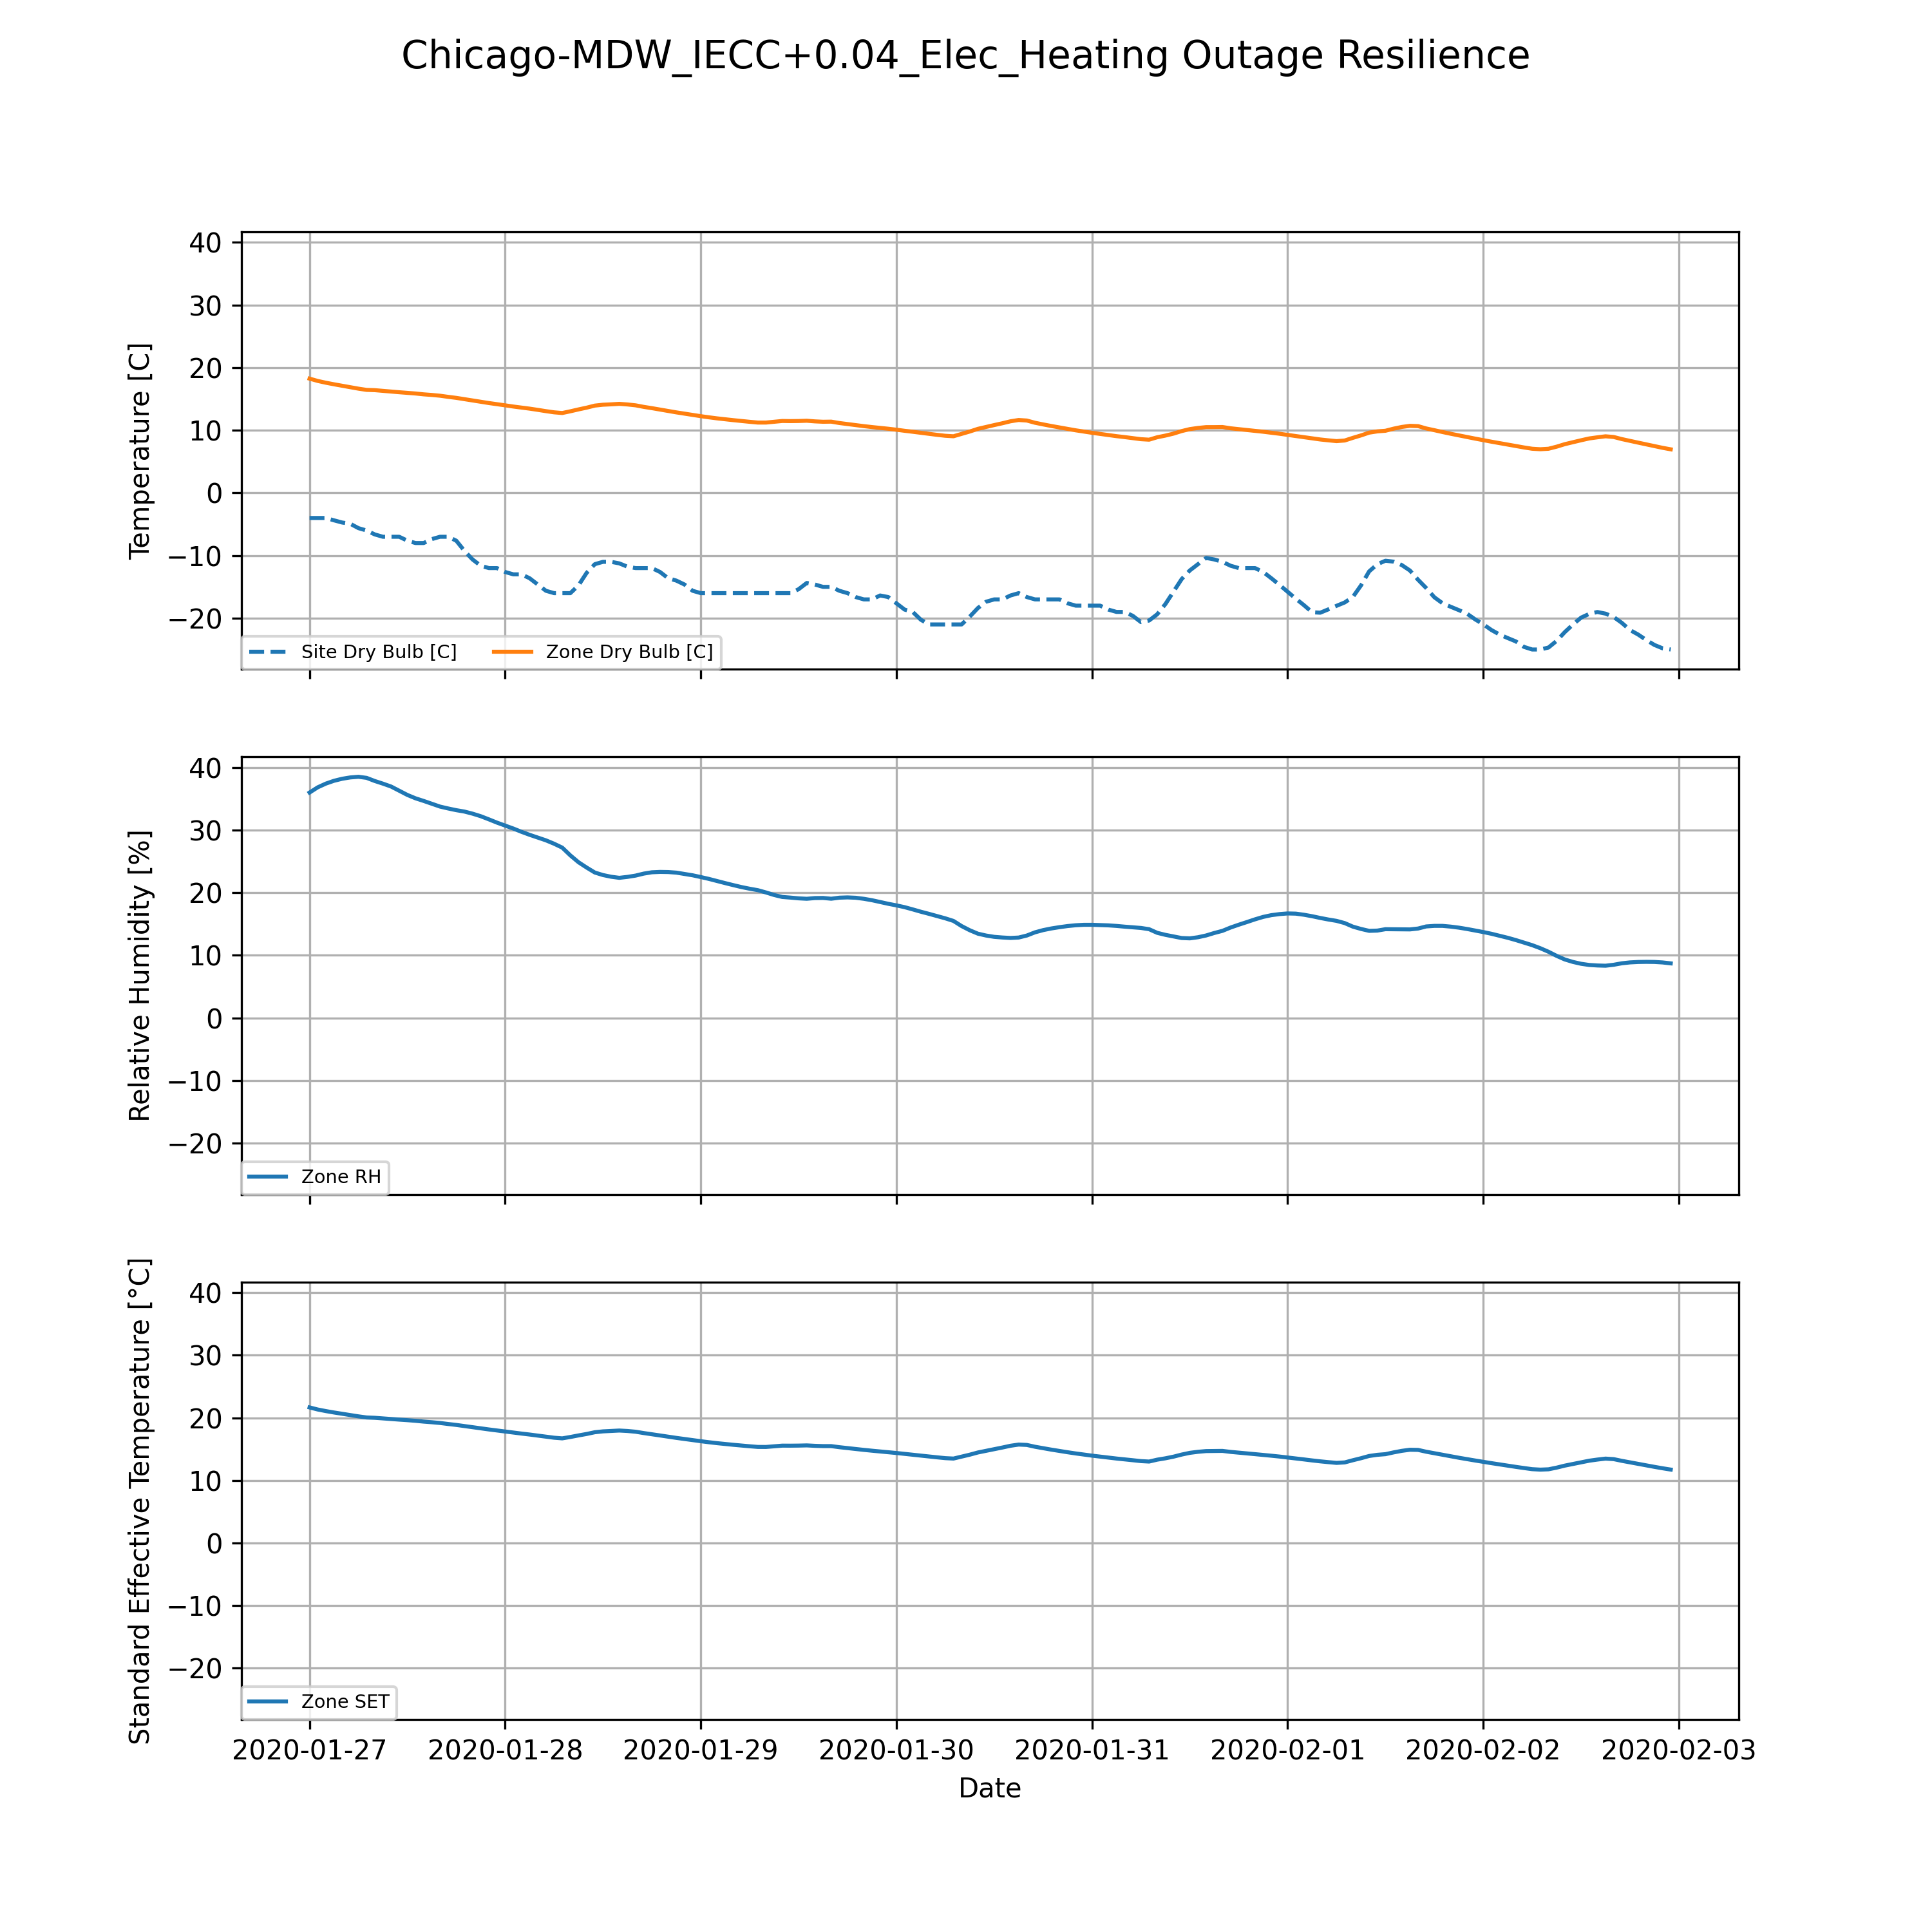 Chicago-MDW_IECC+0.04_Elec_Heating Outage Resilience
Temperature [C]
40
30
20
10
0
−10
−20
Site Dry Bulb [C] Zone Dry Bulb [C]
Relative Humidity [%]
40
30
20
10
0
−10
−20
Zone RH
Standard Effective Temperature [°C]
40
30
20
10
0
−10
−20
Zone SET
2020-01-27 2020-01-28 2020-01-29 2020-01-30 2020-01-31 2020-02-01 2020-02-02 2020-02-03
Date